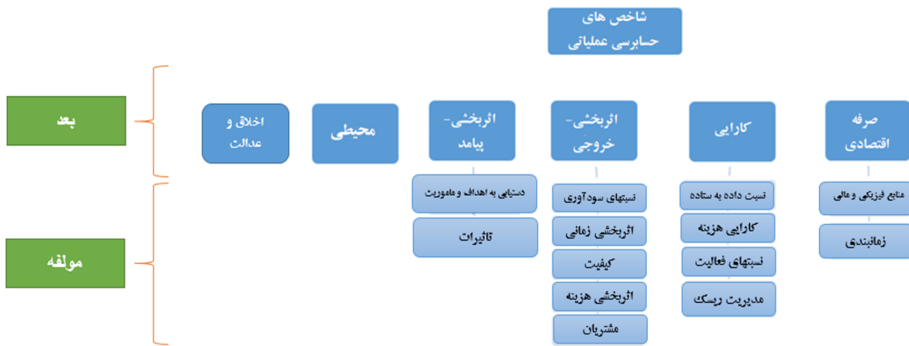 شاخص های
حسابرسی عملیاتی
بعد
صرفه
اقتصادی
کارایی
اثربخشی-
خروجی
اثربخشی-
پیامد
محیطی
اخلاق و
عدالت
مولفه
منابع فیزیکی و مالی
زمانبندی
نسبت داده به ستاده
کارایی هزینه
نسبتهای فعالیت
مدیریت ریسک
نسبتهای سودآوری
اثربخشی زمانی
کیفیت
اثربخشی هزینه
مشتریان
دستیابی به اهداف و ماموریت
تاثیرات